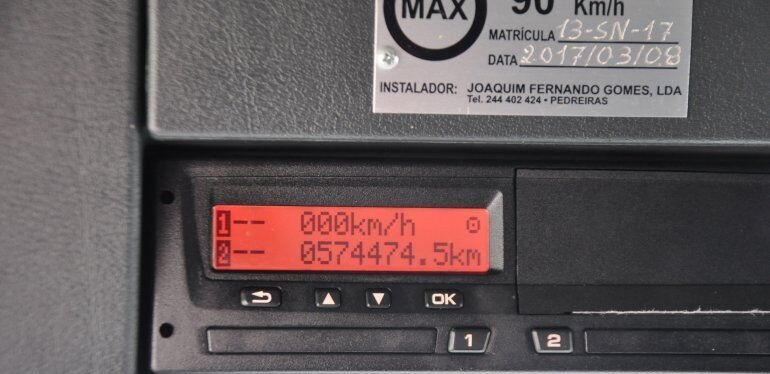 MAX 90 Km/h
MATRÍCULA 13-SN-17
DATA 2017/03/08
INSTALADOR: JOAQUIM FERNANDO GOMES, LDA
Tel. 244 402 424 • PEDREIRAS
1-- 000km/h
2-- 0574474.5km
OK
1 2